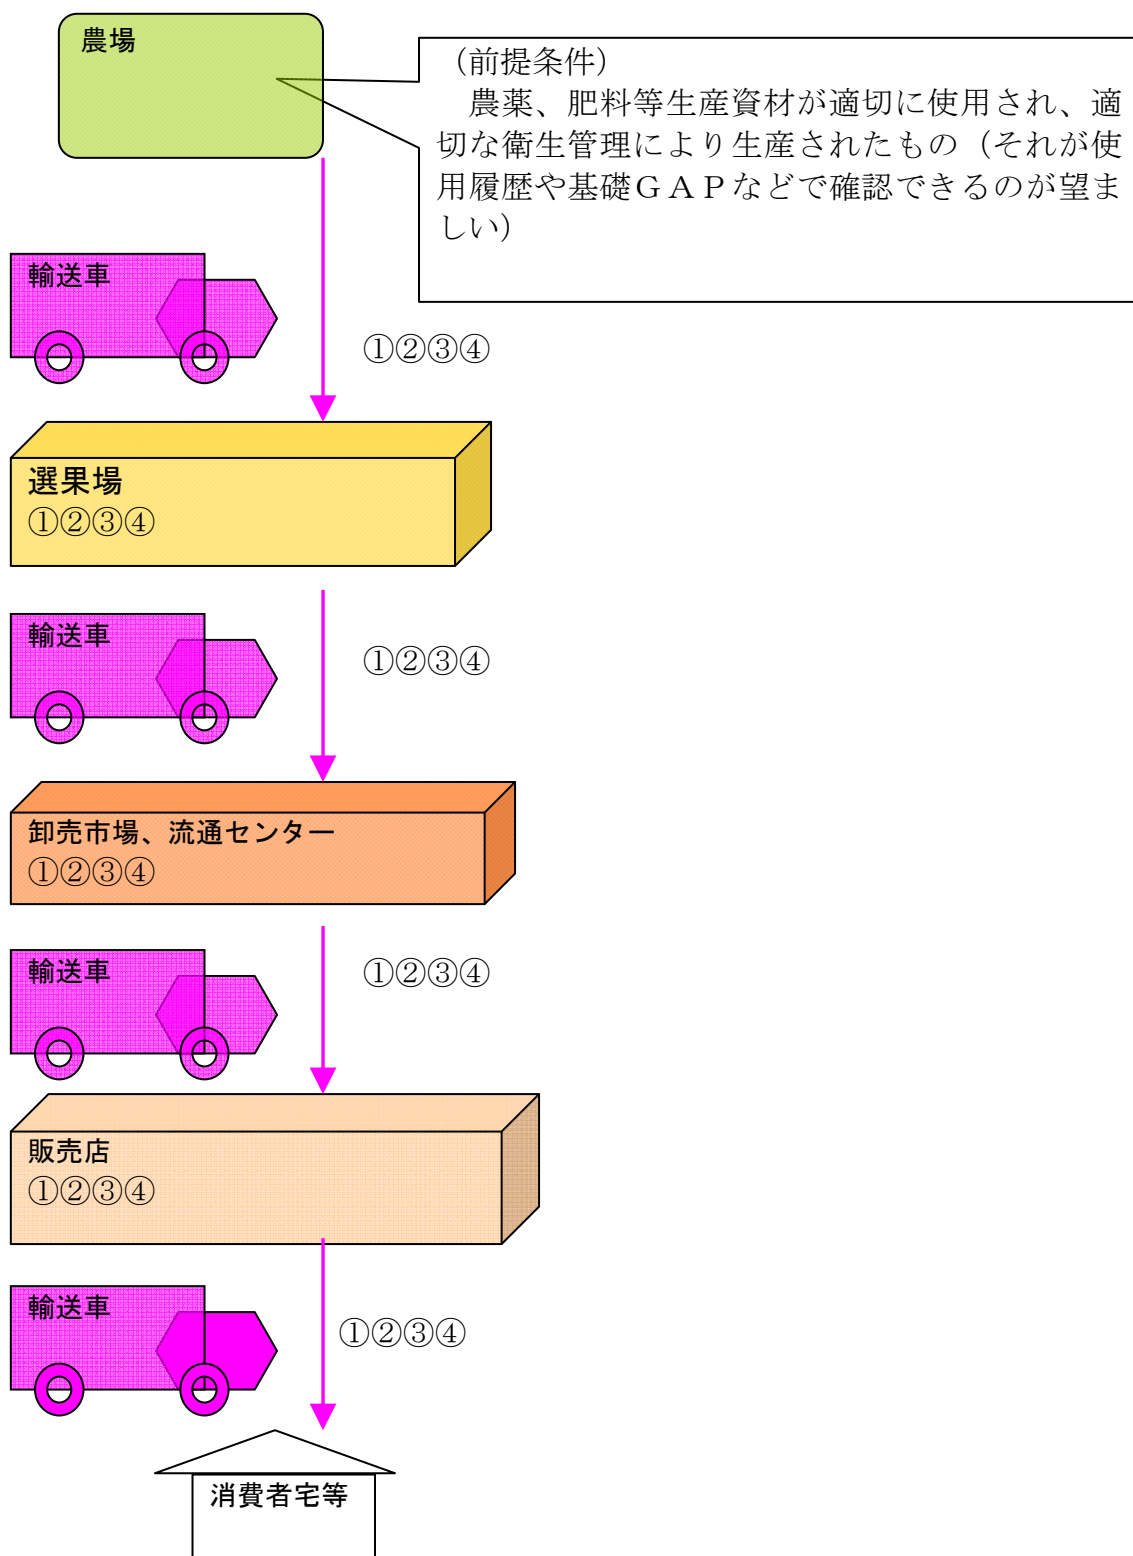 農場
(前提条件)
　農薬、肥料等生産資材が適切に使用され、適
切な衛生管理により生産されたもの（それが使
用履歴や基礎ＧＡＰなどで確認できるのが望ま
しい）
輸送車
①②③④
選果場
①②③④
輸送車
①②③④
卸売市場、流通センター
①②③④
輸送車
①②③④
販売店
①②③④
輸送車
①②③④
消費者宅等